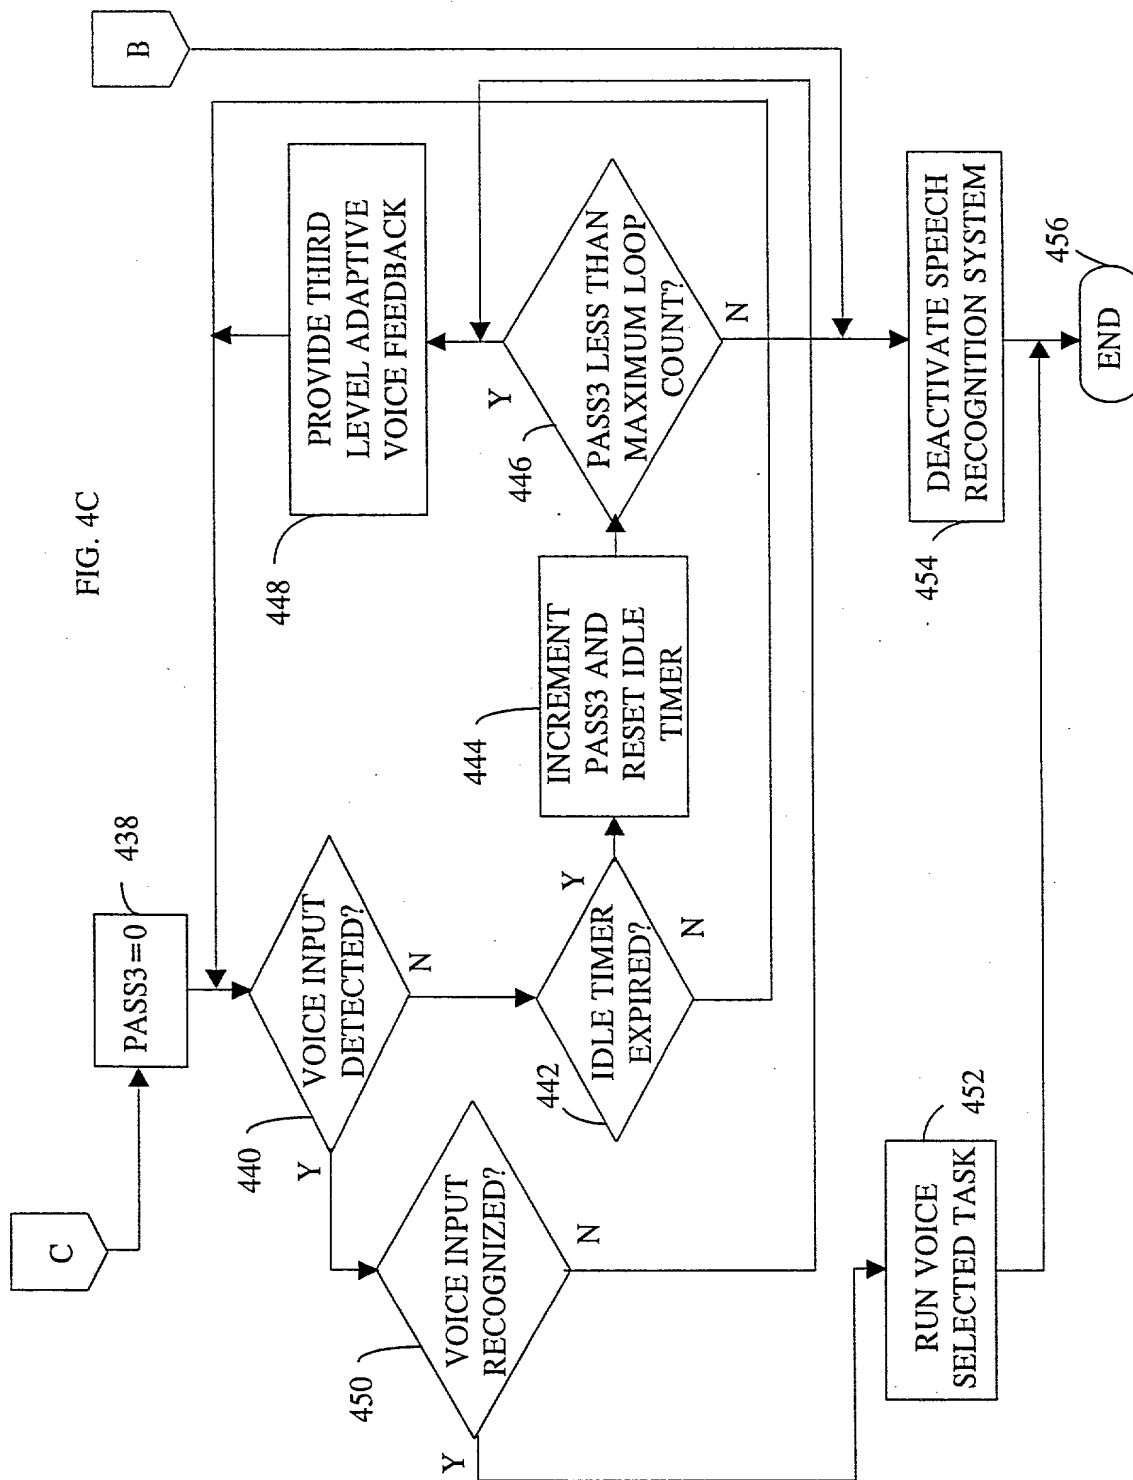 FIG. 4C
C
PASS3=0
438
VOICE INPUT
DETECTED?
440
Y
N
VOICE INPUT
RECOGNIZED?
450
Y
N
IDLE TIMER
EXPIRED?
442
Y
N
INCREMENT
PASS3 AND
RESET IDLE
TIMER
444
PASS3 LESS THAN
MAXIMUM LOOP
COUNT?
446
Y
N
PROVIDE THIRD
LEVEL ADAPTIVE
VOICE FEEDBACK
448
B
RUN VOICE
SELECTED TASK
452
DEACTIVATE SPEECH
RECOGNITION SYSTEM
454
END
456